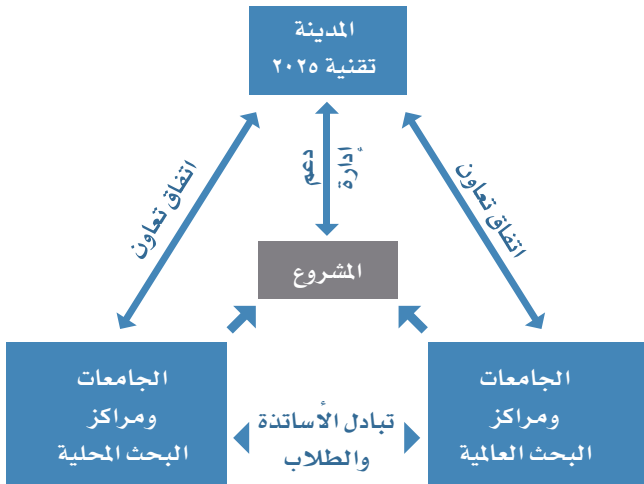 المدينة
تقنية ٢٠٢٥
اتفاق تعاون
إدارة
دعم
اتفاق تعاون
المشروع
الجامعات
ومراكز
البحث العالمية
تبادل الأساتذة
والطلاب
الجامعات
ومراكز
البحث المحلية